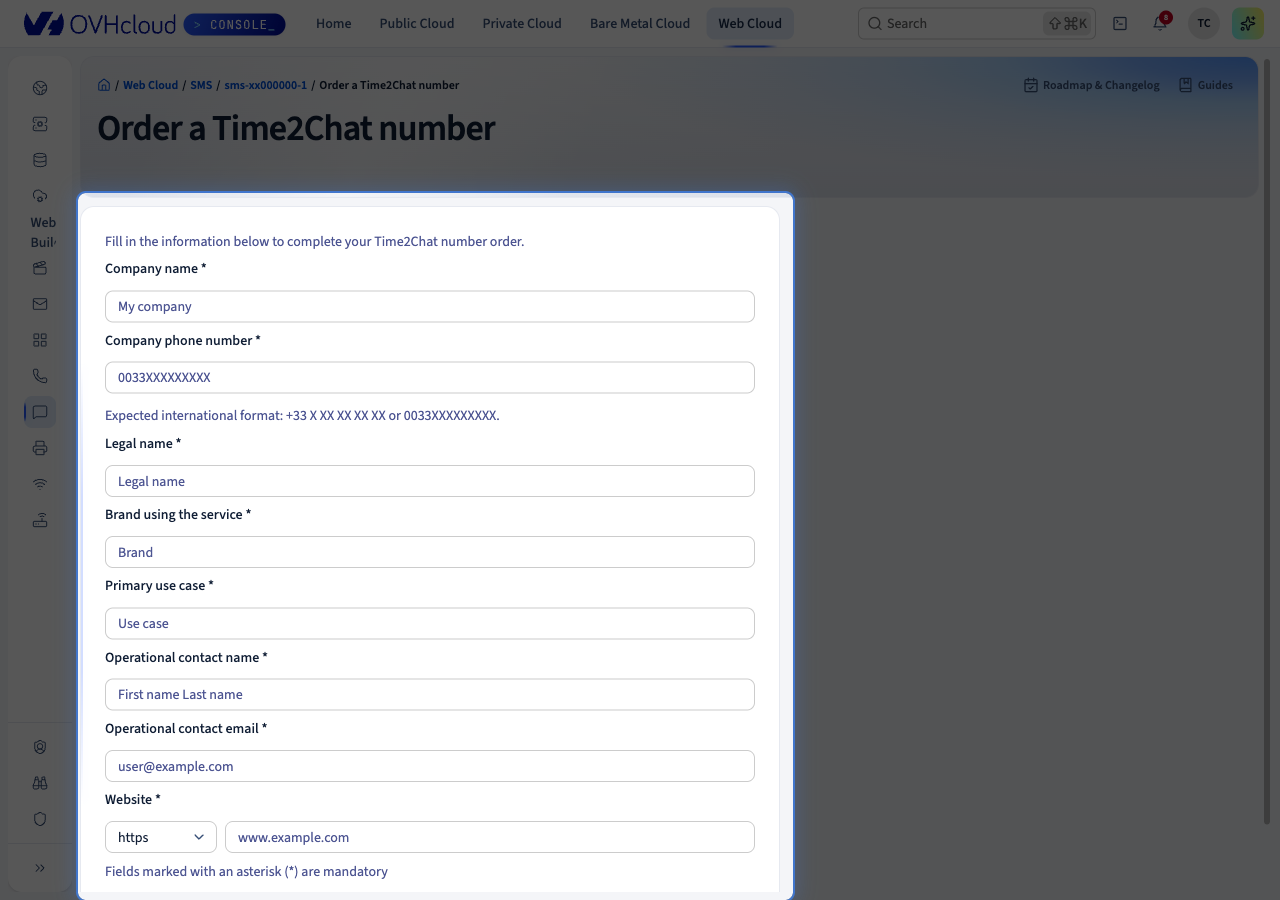 OVHcloud > CONSOLE_ Home Public Cloud Private Cloud Bare Metal Cloud Web Cloud Search ⇧⌘K 8 TC
/ Web Cloud / SMS / sms-xx000000-1 / Order a Time2Chat number
Roadmap & Changelog Guides
Order a Time2Chat number
Web
Buil
Fill in the information below to complete your Time2Chat number order.
Company name *
My company
Company phone number *
0033XXXXXXXXX
Expected international format: +33 X XX XX XX XX or 0033XXXXXXXXX.
Legal name *
Legal name
Brand using the service *
Brand
Primary use case *
Use case
Operational contact name *
First name Last name
Operational contact email *
user@example.com
Website *
https www.example.com
Fields marked with an asterisk (*) are mandatory